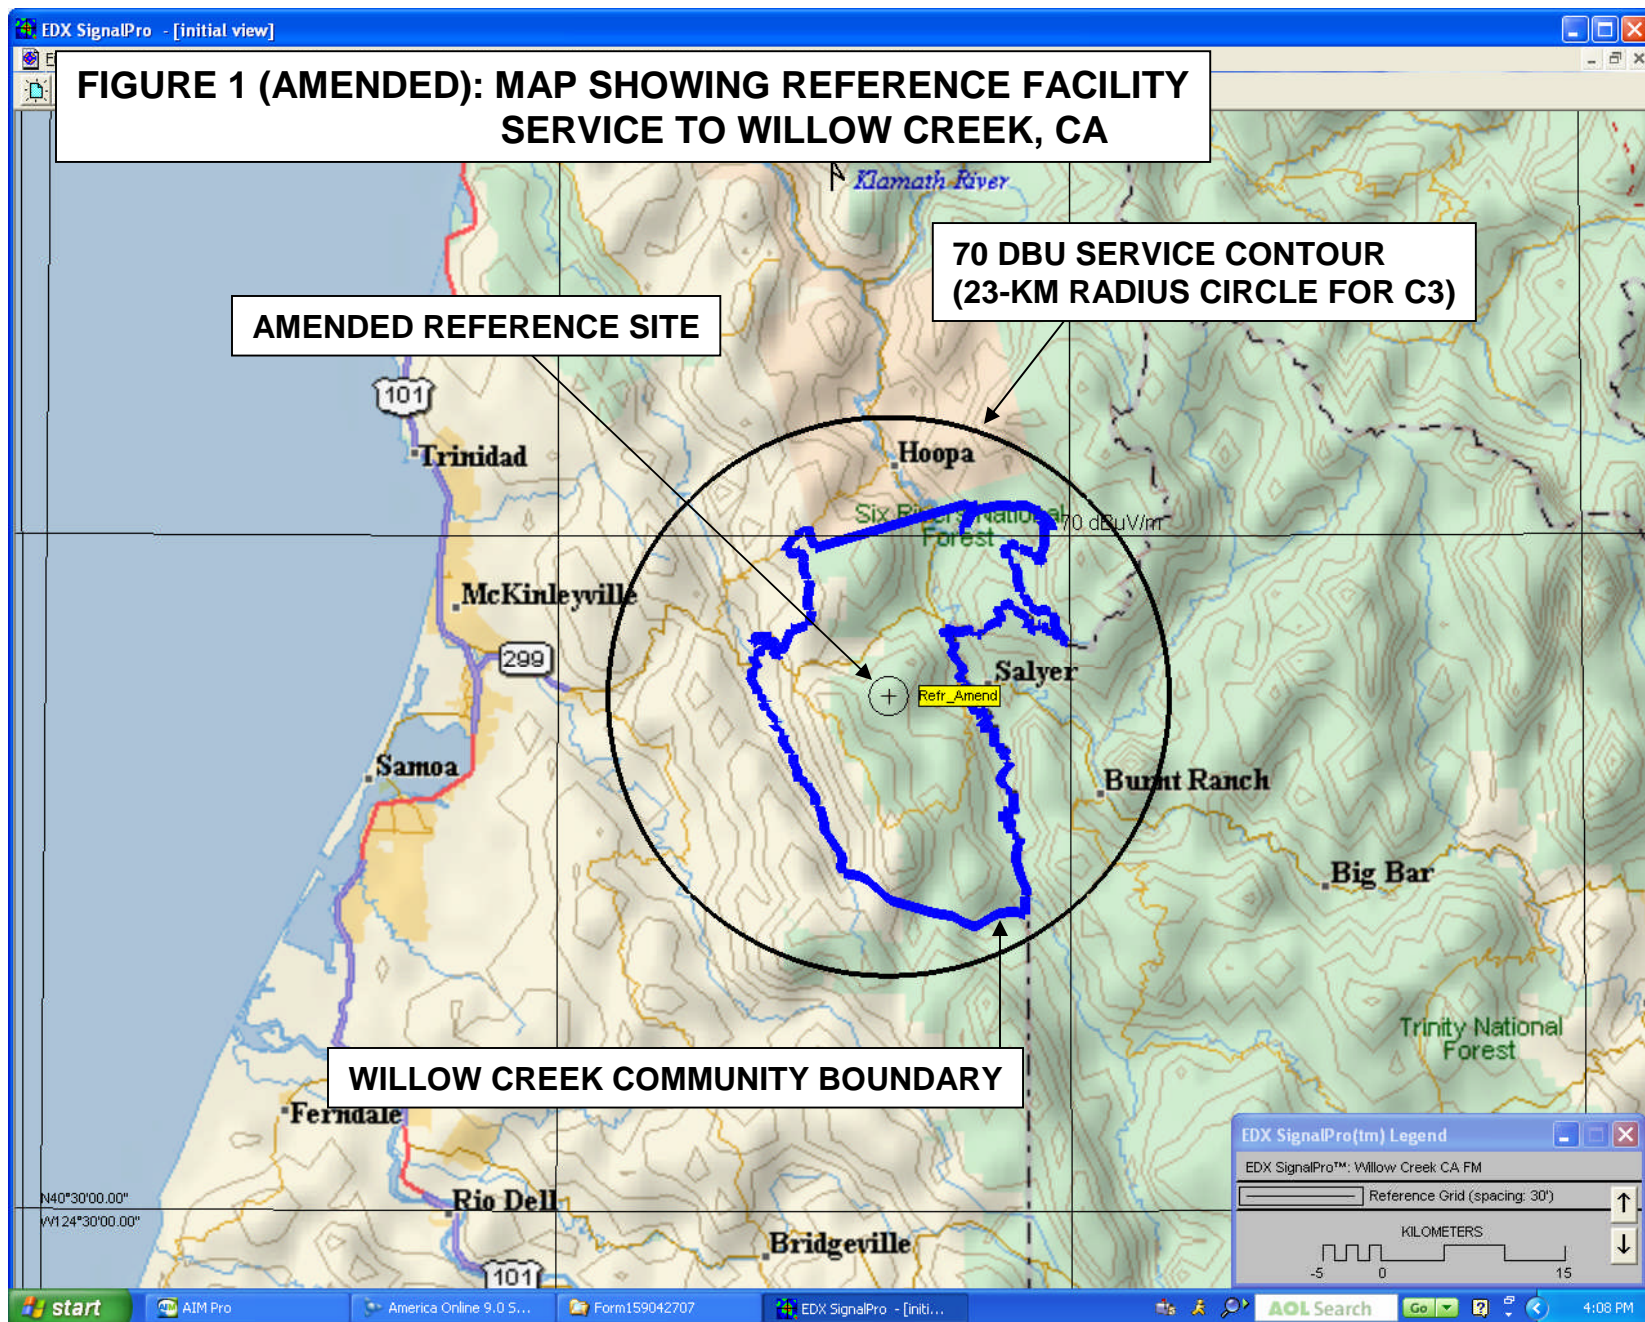 EDX SignalPro - [initial view]
FIGURE 1 (AMENDED): MAP SHOWING REFERENCE FACILITY
SERVICE TO WILLOW CREEK, CA
Klamath River
70 DBU SERVICE CONTOUR
(23-KM RADIUS CIRCLE FOR C3)
AMENDED REFERENCE SITE
101
Trinidad
Hoopa
Six Rivers National
Forest
70 dBuV/m
McKinleyville
299
Salyer
Refr_Amend
Samoa
Burnt Ranch
Big Bar
Trinity National
Forest
WILLOW CREEK COMMUNITY BOUNDARY
Ferndale
N40°30'00.00"
W124°30'00.00"
Rio Dell
Bridgeville
101
EDX SignalPro(tm) Legend
EDX SignalPro™: Willow Creek CA FM
Reference Grid (spacing: 30')
KILOMETERS
-5 0 15
start
AIM Pro
America Online 9.0 S...
Form159042707
EDX SignalPro - [initi...
AOL Search
Go
4:08 PM